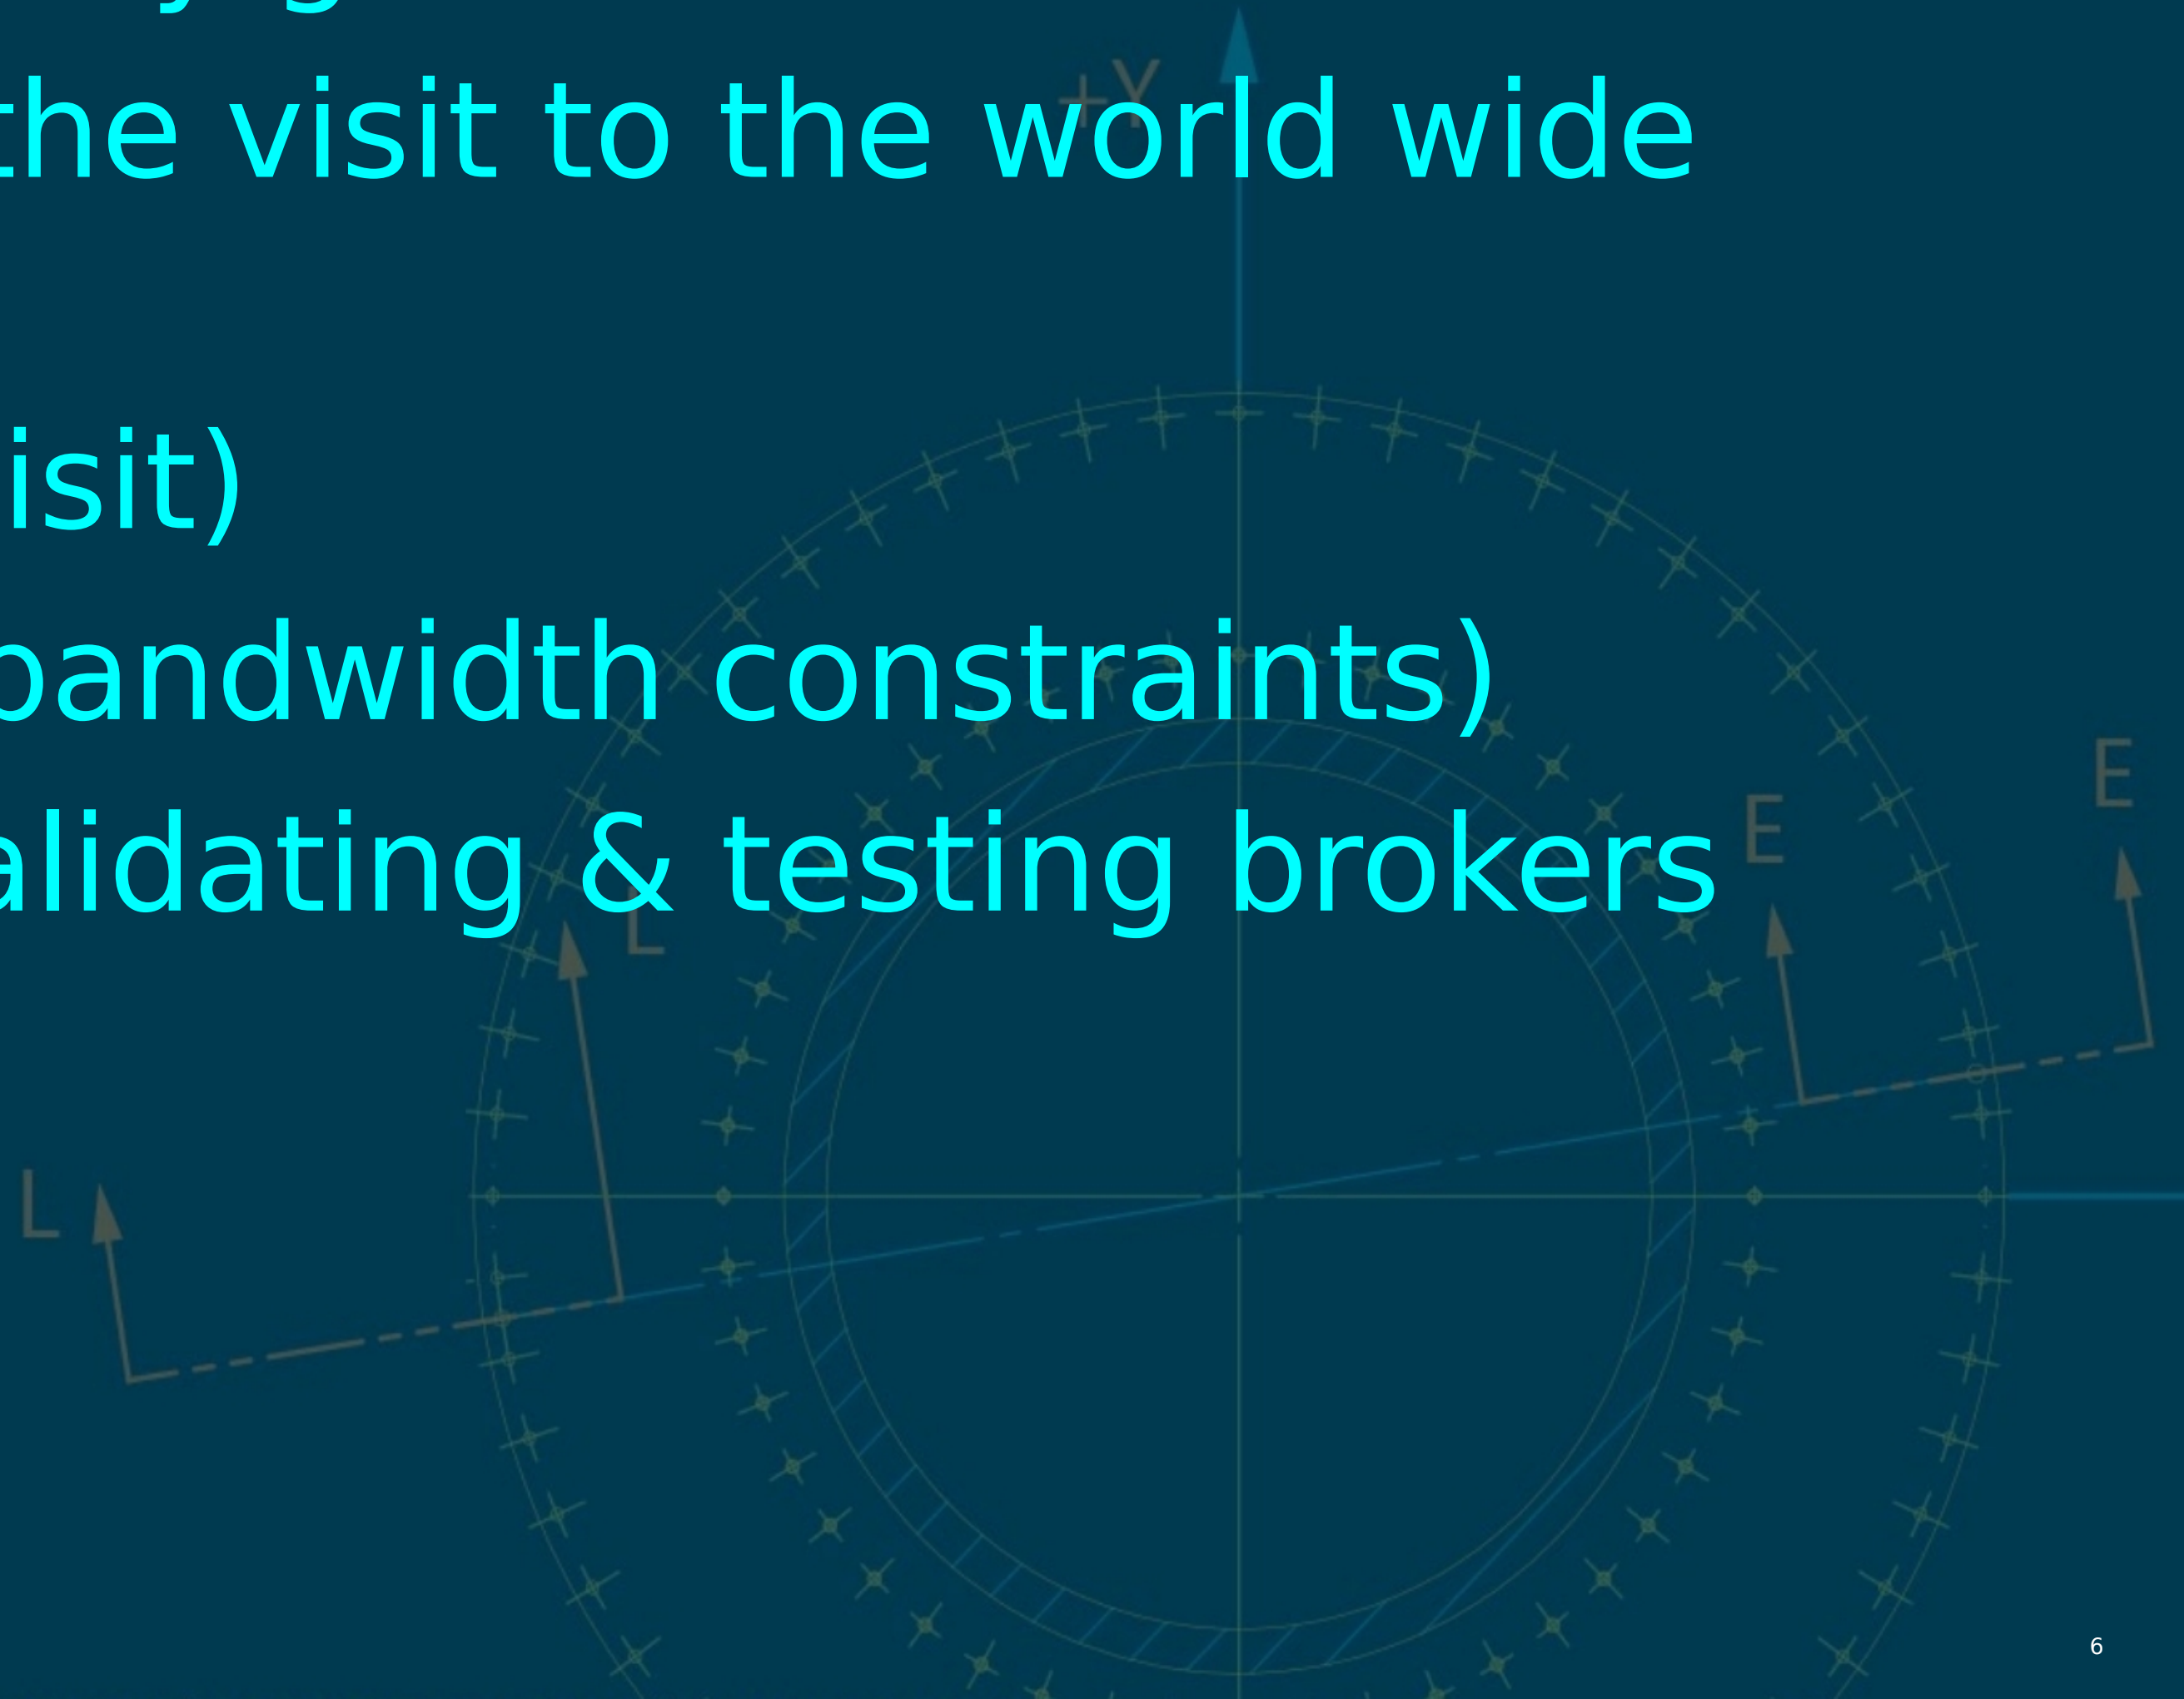 the visit to the world wide
isit)
bandwidth constraints)
alidating & testing brokers
+Y
E
E
L
L
6